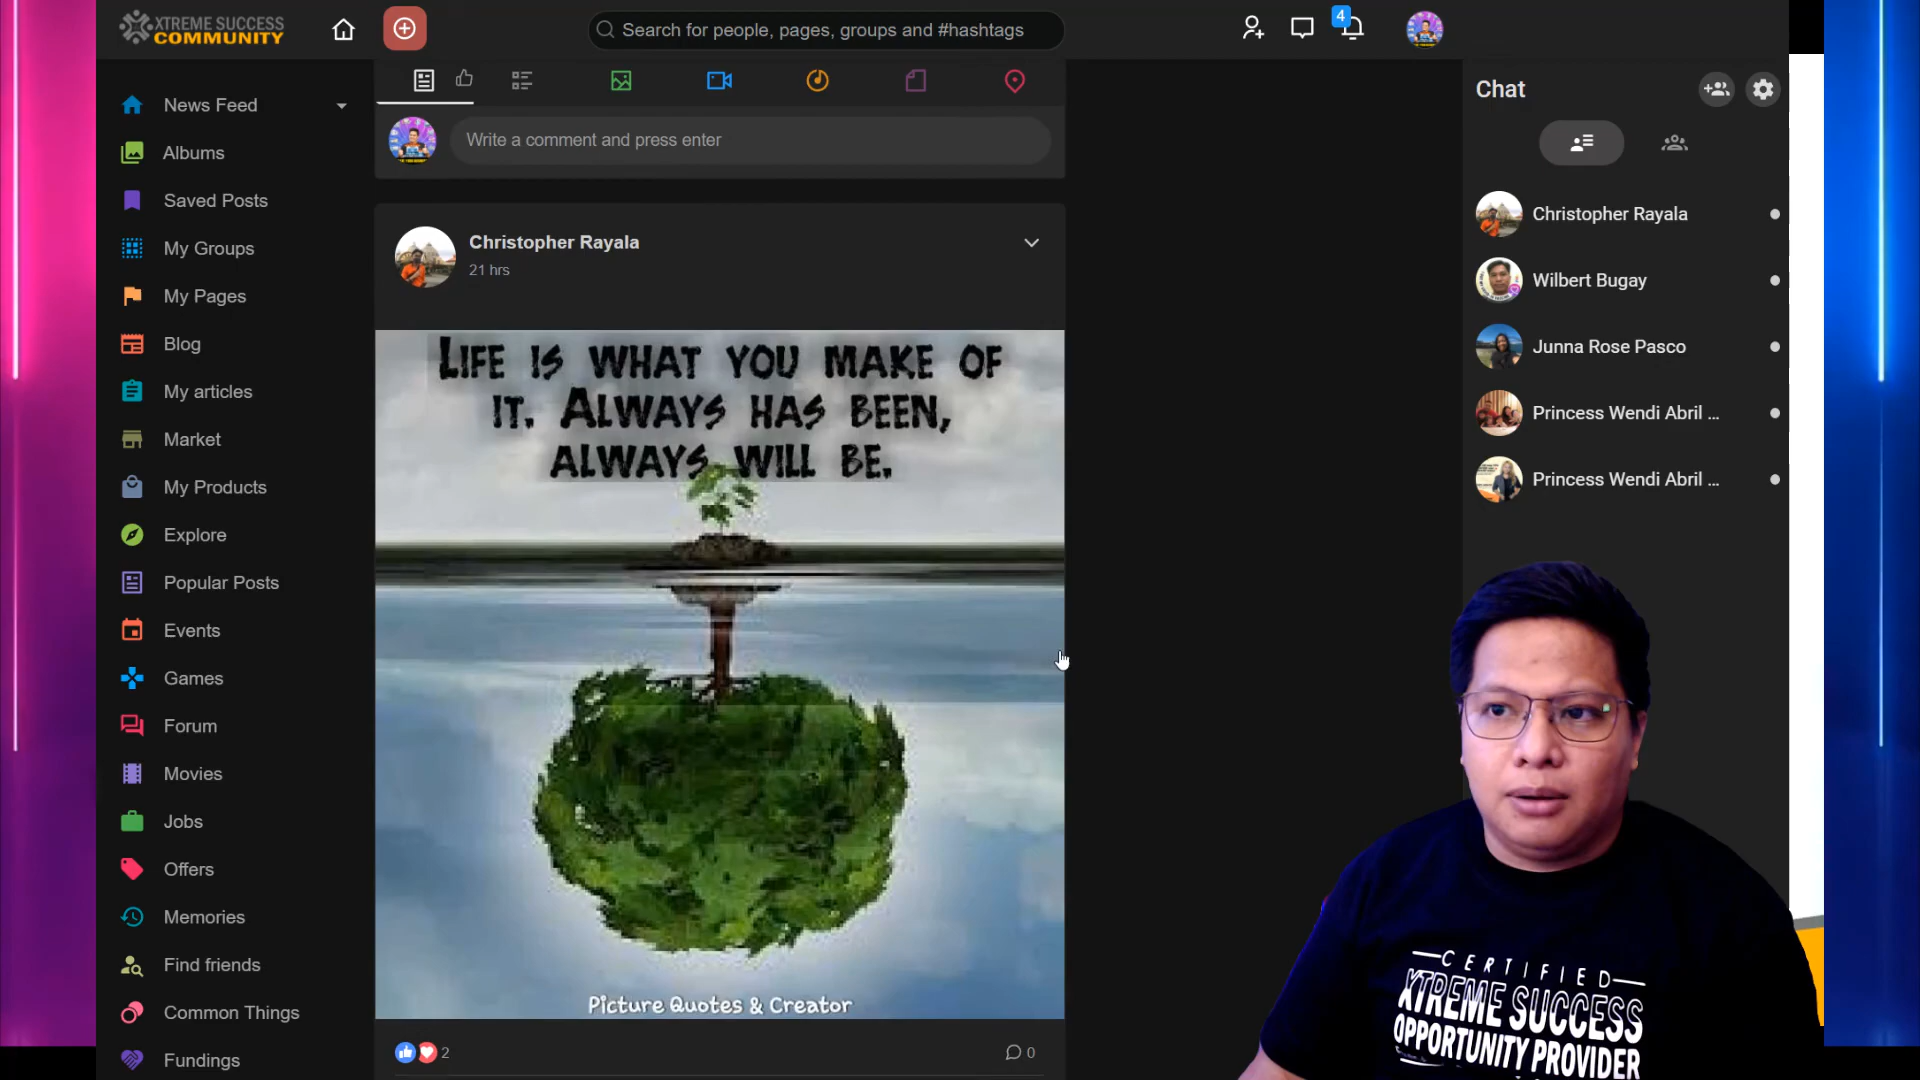 XTREME SUCCESS
COMMUNITY
Search for people, pages, groups and #hashtags
4
News Feed
Albums
Saved Posts
My Groups
My Pages
Blog
My articles
Market
My Products
Explore
Popular Posts
Events
Games
Forum
Movies
Jobs
Offers
Memories
Find friends
Common Things
Fundings
Write a comment and press enter
Christopher Rayala
21 hrs
LIFE IS WHAT YOU MAKE OF
IT. ALWAYS HAS BEEN,
ALWAYS WILL BE.
Picture Quotes & Creator
2
0
Chat
Christopher Rayala
Wilbert Bugay
Junna Rose Pasco
Princess Wendi Abril ...
Princess Wendi Abril ...
CERTIFIED
XTREME SUCCESS
OPPORTUNITY PROVIDER